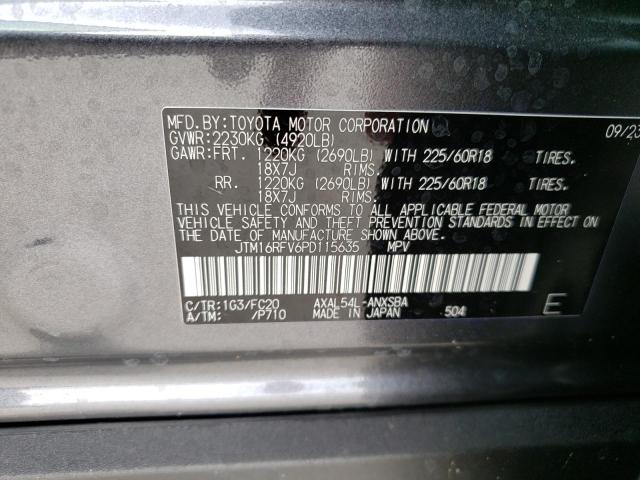 MFD.BY:TOYOTA MOTOR CORPORATION 09/23
GVWR:2230KG (4920LB)
GAWR:FRT. 1220KG (2690LB) WITH 225/60R18 TIRES.
18X7J RIMS.
RR. 1220KG (2690LB) WITH 225/60R18 TIRES.
18X7J RIMS.
THIS VEHICLE CONFORMS TO ALL APPLICABLE FEDERAL MOTOR
VEHICLE SAFETY AND THEFT PREVENTION STANDARDS IN EFFECT ON
THE DATE OF MANUFACTURE SHOWN ABOVE.
JTM16RFV6PD115635 MPV
C/TR:1G3/FC20 AXAL54L-ANXSBA
A/TM: /P710 MADE IN JAPAN 504 E